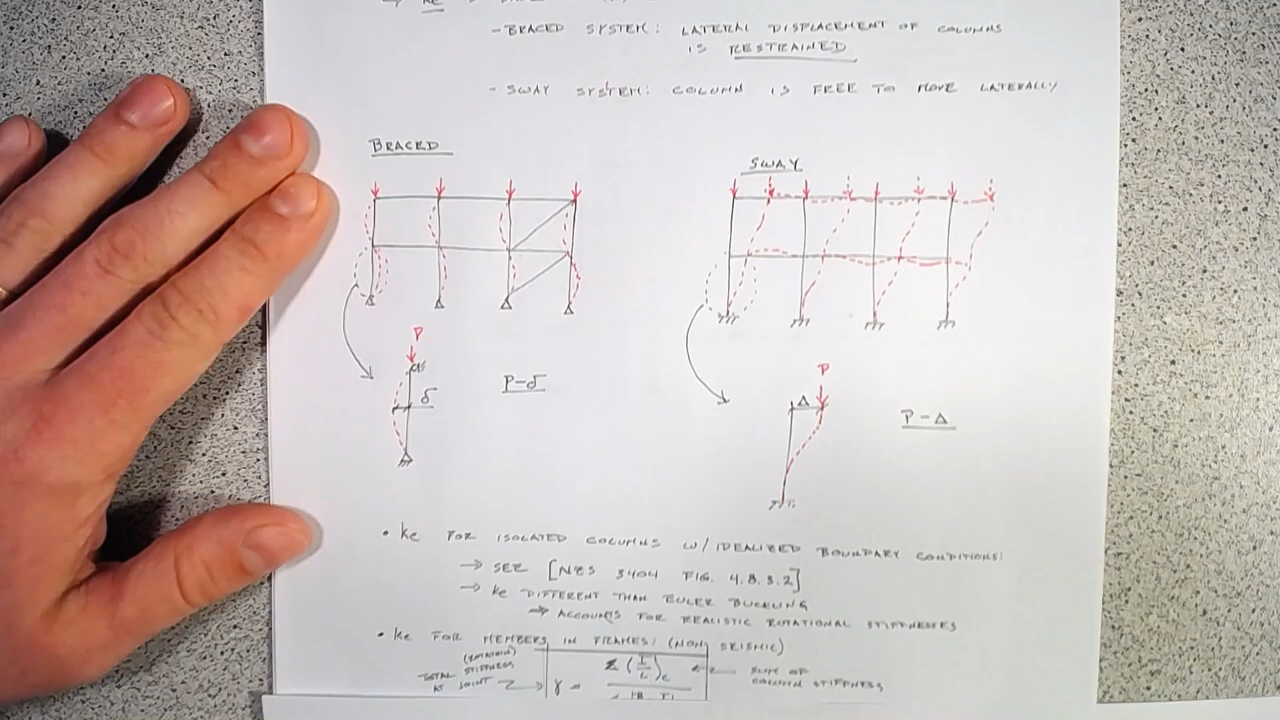 → ke
- BRACED SYSTEM: LATERAL DISPLACEMENT OF COLUMNS
IS RESTRAINED
- SWAY SYSTEM: COLUMN IS FREE TO MOVE LATERALLY
BRACED
SWAY
P
δ
P-δ
P
Δ
P-Δ
• ke FOR ISOLATED COLUMNS W/ IDEALIZED BOUNDARY CONDITIONS:
→ SEE [NZS 3404 FIG. 4.8.3.2]
→ ke DIFFERENT THAN EULER BUCKLING
⇒ ACCOUNTS FOR REALISTIC ROTATIONAL STIFFNESSES
• ke FOR MEMBERS IN FRAMES: (NON SEISMIC)
(ROTATION)
TOTAL STIFFNESS
AT JOINT
γ = Σ(I/L)c
SUM OF
COLUMN STIFFNESS